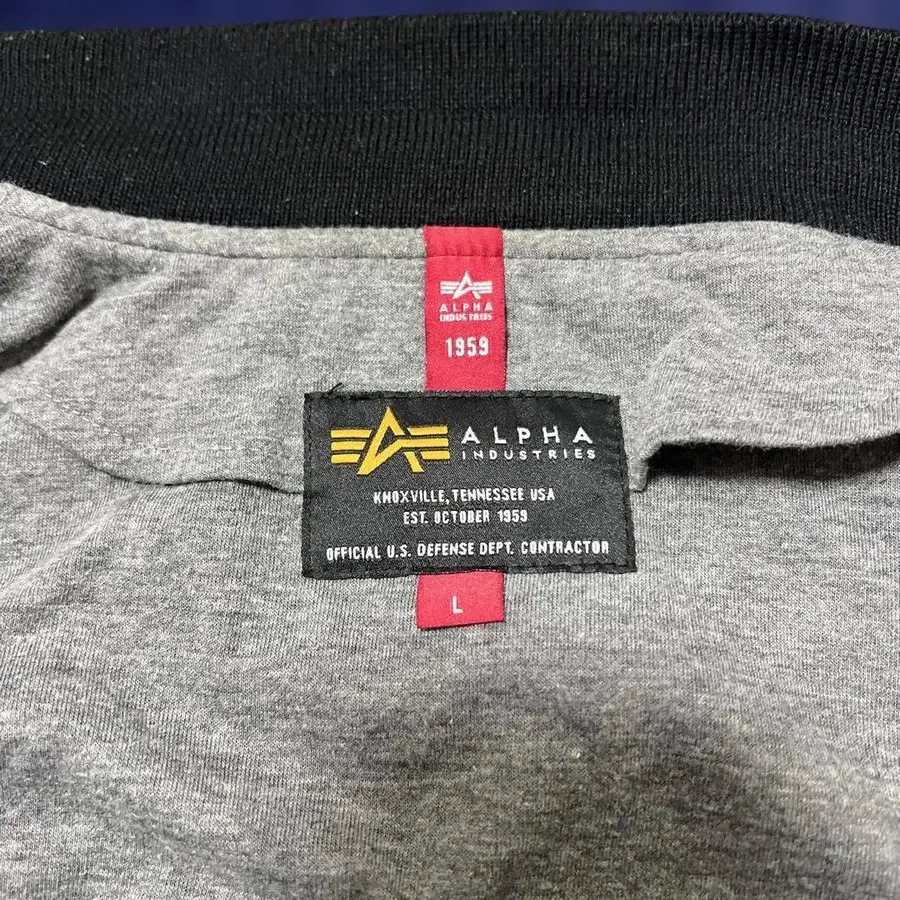 ALPHA
INDUSTRIES
1959
ALPHA
INDUSTRIES
KNOXVILLE, TENNESSEE USA
EST. OCTOBER 1959
OFFICIAL U.S. DEFENSE DEPT. CONTRACTOR
L